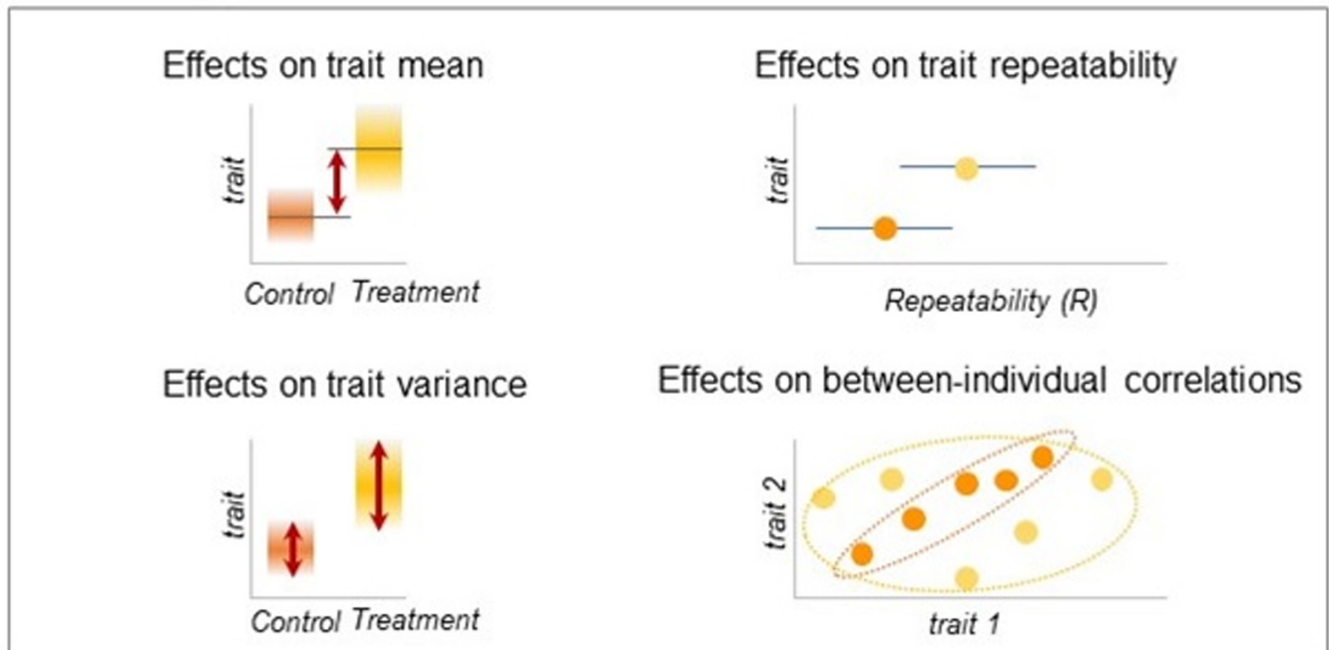 Effects on trait mean
trait
Control Treatment
Effects on trait repeatability
trait
Repeatability (R)
Effects on trait variance
trait
Control Treatment
Effects on between-individual correlations
trait 2
trait 1